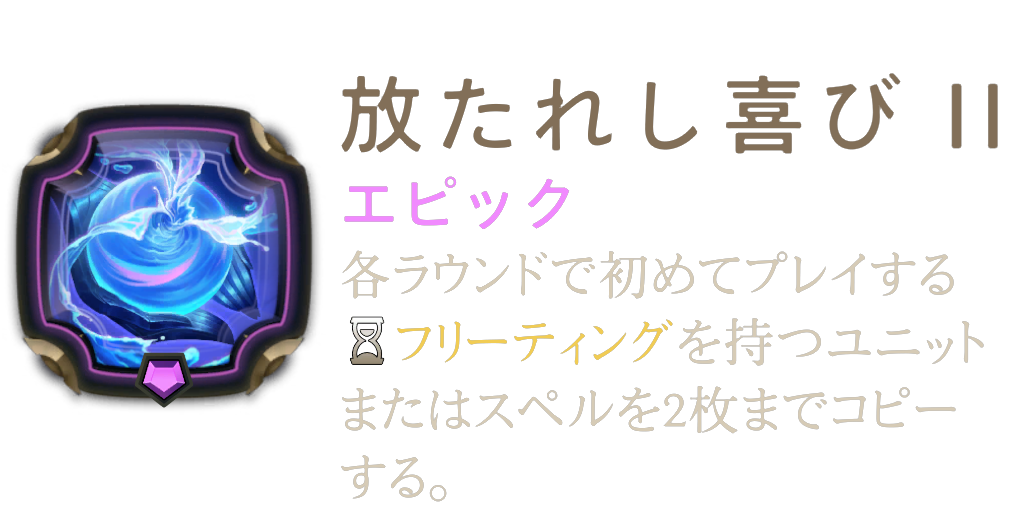 放たれし喜び II
エピック
各ラウンドで初めてプレイする
フリーティングを持つユニット
またはスペルを2枚までコピー
する。